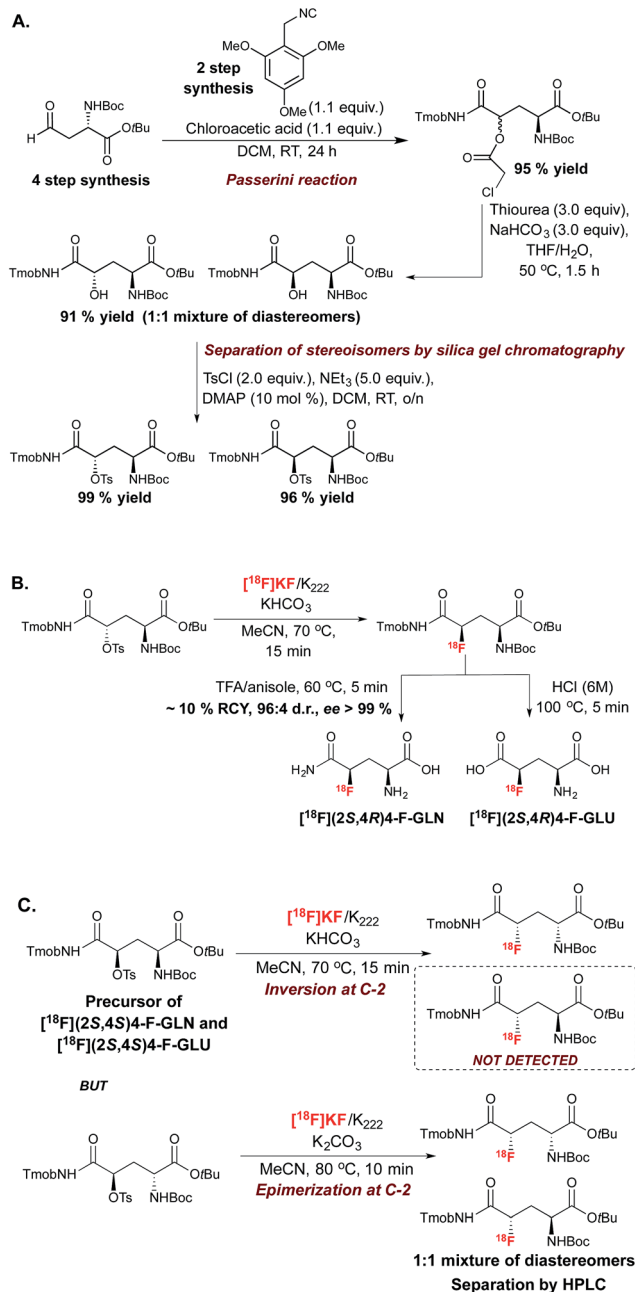 A.
NC
MeO
OMe
2 step
synthesis
MeO (1.1 equiv.)
Chloroacetic acid (1.1 equiv.)
DCM, RT, 24 h
Passerini reaction
O
NHBoc
H
OtBu
O
4 step synthesis
O
O
TmobNH
OtBu
O
NHBoc
O
Cl
95 % yield
Thiourea (3.0 equiv),
NaHCO3 (3.0 equiv),
THF/H2O,
50 °C, 1.5 h
O
O
TmobNH
OtBu
OH
NHBoc
O
O
TmobNH
OtBu
OH
NHBoc
91 % yield (1:1 mixture of diastereomers)
Separation of stereoisomers by silica gel chromatography
TsCl (2.0 equiv.), NEt3 (5.0 equiv.),
DMAP (10 mol %), DCM, RT, o/n
O
O
TmobNH
OtBu
OTs
NHBoc
99 % yield
O
O
TmobNH
OtBu
OTs
NHBoc
96 % yield
B.
O
O
TmobNH
OtBu
OTs
NHBoc
[18F]KF/K222
KHCO3
MeCN, 70 °C,
15 min
O
O
TmobNH
OtBu
18F
NHBoc
TFA/anisole, 60 °C, 5 min
~ 10 % RCY, 96:4 d.r., ee > 99 %
HCl (6M)
100 °C, 5 min
O
O
H2N
OH
18F
NH2
[18F](2S,4R)4-F-GLN
O
O
OH
OH
18F
NH2
[18F](2S,4R)4-F-GLU
C.
O
O
TmobNH
OtBu
OTs
NHBoc
Precursor of
[18F](2S,4S)4-F-GLN and
[18F](2S,4S)4-F-GLU
[18F]KF/K222
KHCO3
MeCN, 70 °C, 15 min
Inversion at C-2
O
O
TmobNH
OtBu
18F
NHBoc
O
O
TmobNH
OtBu
18F
NHBoc
NOT DETECTED
BUT
O
O
TmobNH
OtBu
OTs
NHBoc
[18F]KF/K222
K2CO3
MeCN, 80 °C, 10 min
Epimerization at C-2
O
O
TmobNH
OtBu
18F
NHBoc
O
O
TmobNH
OtBu
18F
NHBoc
1:1 mixture of diastereomers
Separation by HPLC